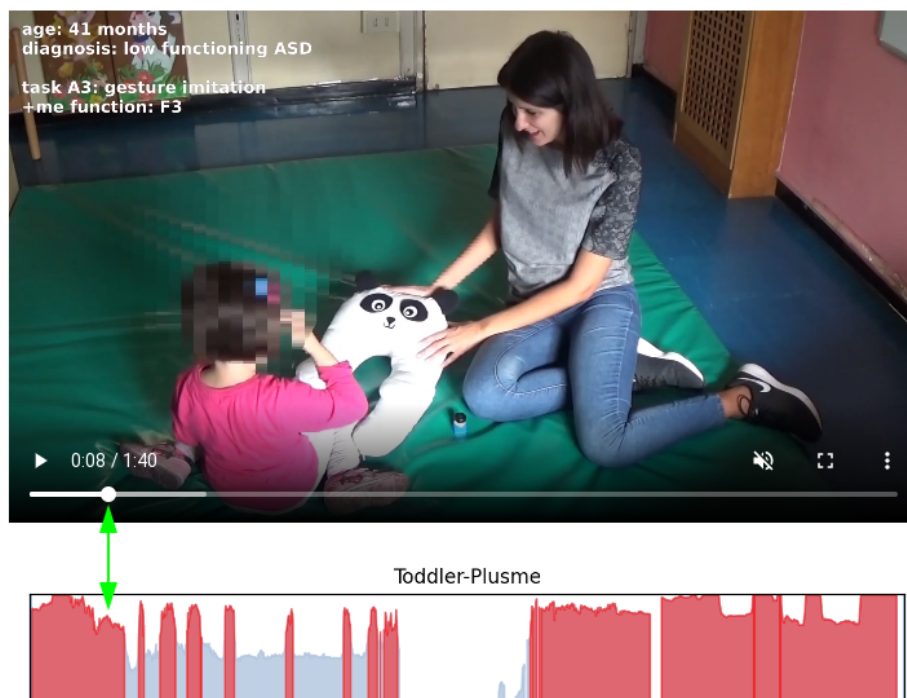 age: 41 months
diagnosis: low functioning ASD
task A3: gesture imitation
+me function: F3
0:08 / 1:40
Toddler-Plusme